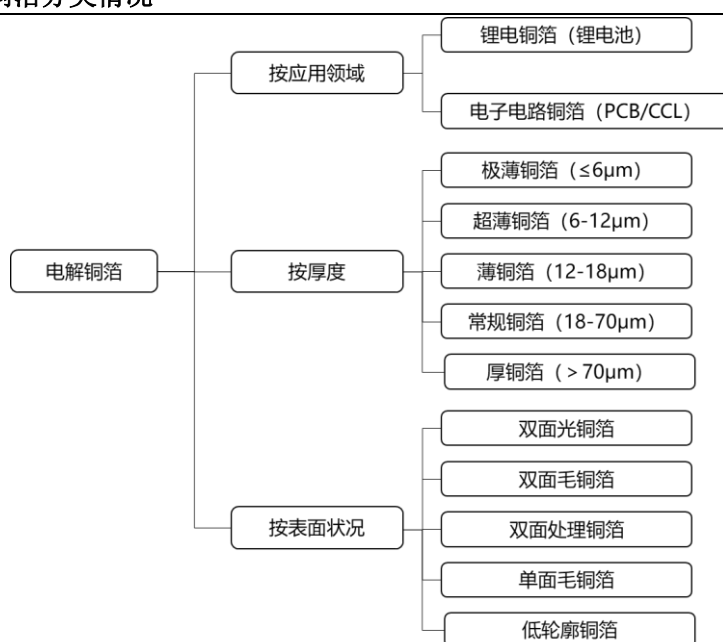 按应用领域
锂电铜箔（锂电池）
电子电路铜箔（PCB/CCL）
电解铜箔
按厚度
极薄铜箔（≤6μm）
超薄铜箔（6-12μm）
薄铜箔（12-18μm）
常规铜箔（18-70μm）
厚铜箔（>70μm）
按表面状况
双面光铜箔
双面毛铜箔
双面处理铜箔
单面毛铜箔
低轮廓铜箔